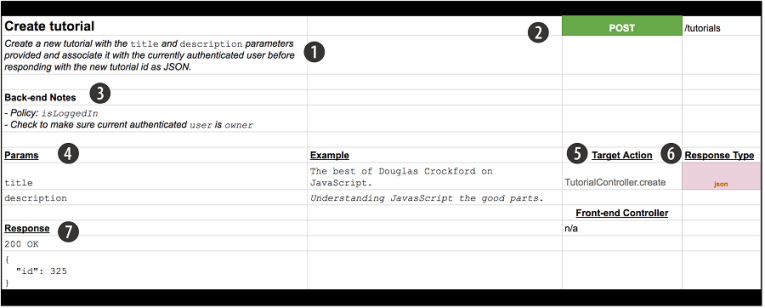 Create tutorial
2
POST
/tutorials
Create a new tutorial with the title and description parameters
provided and associate it with the currently authenticated user before
responding with the new tutorial id as JSON.
1
Back-end Notes
3
- Policy: isLoggedIn
- Check to make sure current authenticated user is owner
Params
4
Example
5
Target Action
6
Response Type
title
The best of Douglas Crockford on
JavaScript.
TutorialController.create
json
description
Understanding JavasScript the good parts.
Front-end Controller
Response
7
n/a
200 OK
{
"id": 325
}